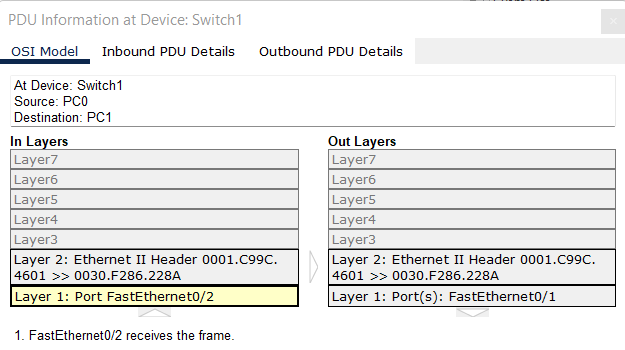 PDU Information at Device: Switch1
OSI Model Inbound PDU Details Outbound PDU Details
At Device: Switch1
Source: PC0
Destination: PC1
In Layers
Layer7
Layer6
Layer5
Layer4
Layer3
Layer 2: Ethernet II Header 0001.C99C.
4601 >> 0030.F286.228A
Layer 1: Port FastEthernet0/2
Out Layers
Layer7
Layer6
Layer5
Layer4
Layer3
Layer 2: Ethernet II Header 0001.C99C.
4601 >> 0030.F286.228A
Layer 1: Port(s): FastEthernet0/1
1. FastEthernet0/2 receives the frame.